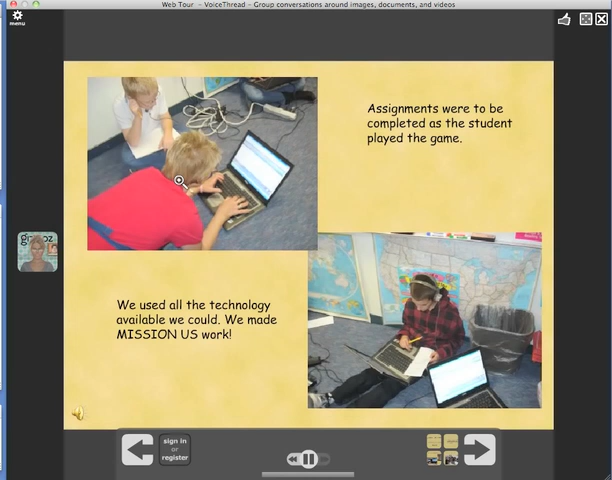 Web Tour - VoiceThread - Group conversations around images, documents, and videos
menu
Assignments were to be
completed as the student
played the game.
We used all the technology
available we could. We made
MISSION US work!
sign in
or
register